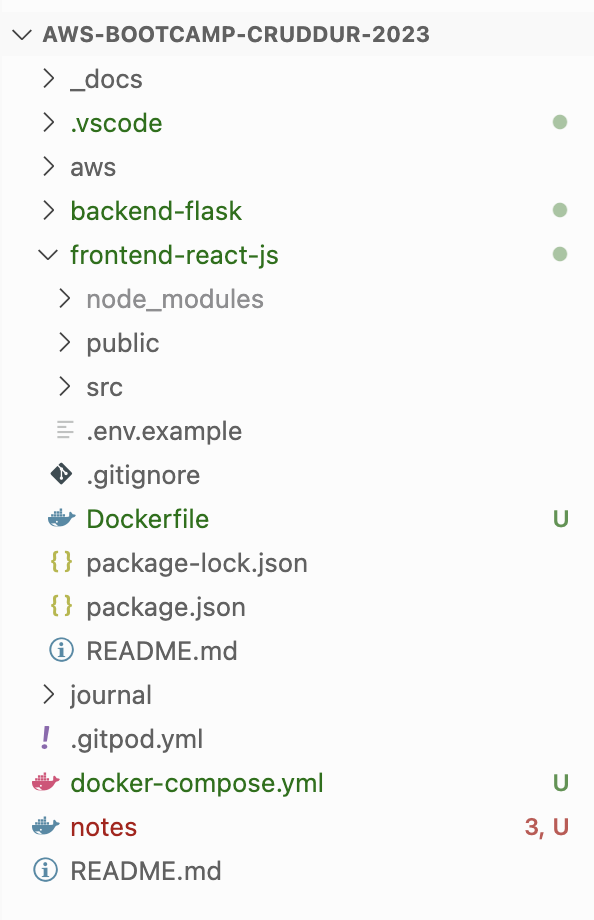 AWS-BOOTCAMP-CRUDDUR-2023
_docs
.vscode
aws
backend-flask
frontend-react-js
node_modules
public
src
.env.example
.gitignore
Dockerfile U
{} package-lock.json
{} package.json
README.md
journal
! .gitpod.yml
docker-compose.yml U
notes 3, U
README.md